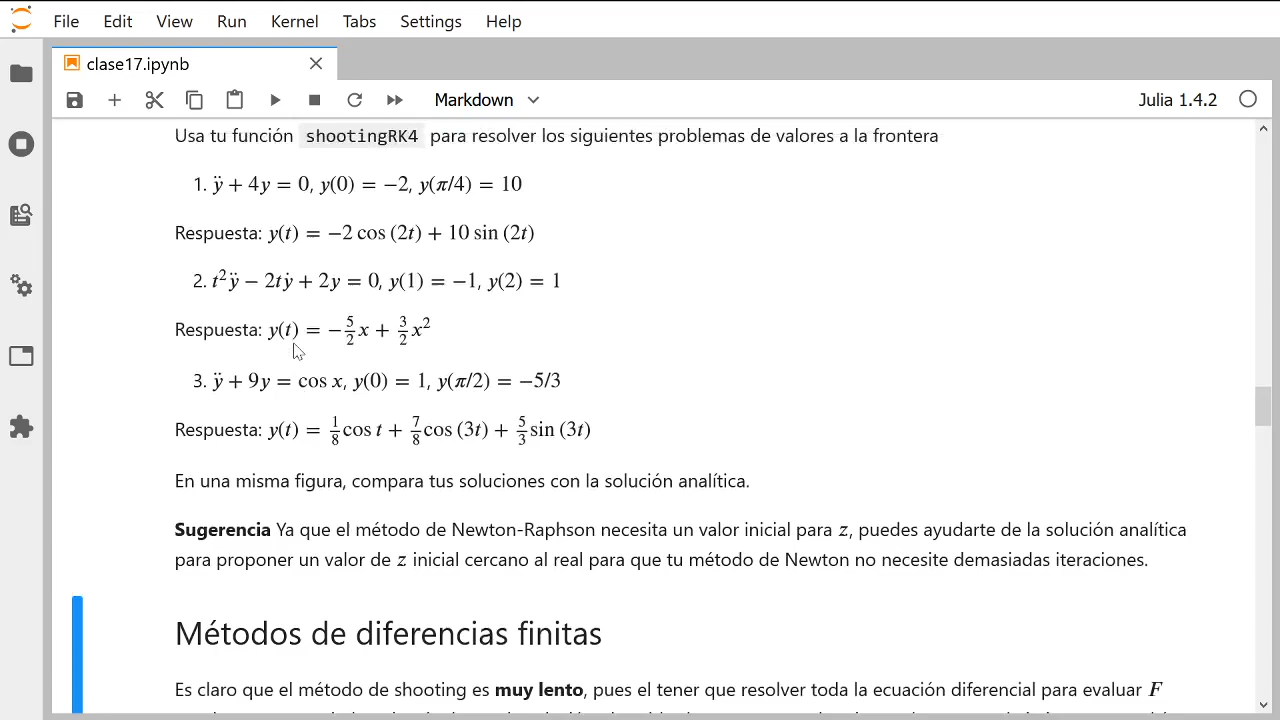 File Edit View Run Kernel Tabs Settings Help
clase17.ipynb
Markdown
Julia 1.4.2
Usa tu función shootingRK4 para resolver los siguientes problemas de valores a la frontera
1. ÿ + 4y = 0, y(0) = −2, y(π/4) = 10
Respuesta: y(t) = −2 cos (2t) + 10 sin (2t)
2. t²ÿ − 2tẏ + 2y = 0, y(1) = −1, y(2) = 1
Respuesta: y(t) = −5/2 x + 3/2 x²
3. ÿ + 9y = cos x, y(0) = 1, y(π/2) = −5/3
Respuesta: y(t) = 1/8 cos t + 7/8 cos (3t) + 5/3 sin (3t)
En una misma figura, compara tus soluciones con la solución analítica.
Sugerencia Ya que el método de Newton-Raphson necesita un valor inicial para z, puedes ayudarte de la solución analítica
para proponer un valor de z inicial cercano al real para que tu método de Newton no necesite demasiadas iteraciones.
Métodos de diferencias finitas
Es claro que el método de shooting es muy lento, pues el tener que resolver toda la ecuación diferencial para evaluar F